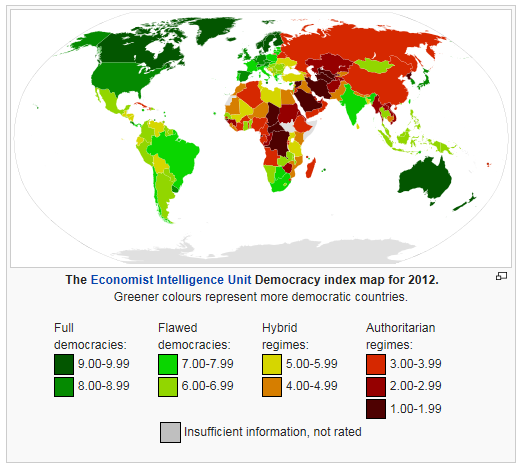 The Economist Intelligence Unit Democracy index map for 2012.
Greener colours represent more democratic countries.
Full
democracies:
9.00-9.99
8.00-8.99
Flawed
democracies:
7.00-7.99
6.00-6.99
Hybrid
regimes:
5.00-5.99
4.00-4.99
Authoritarian
regimes:
3.00-3.99
2.00-2.99
1.00-1.99
Insufficient information, not rated